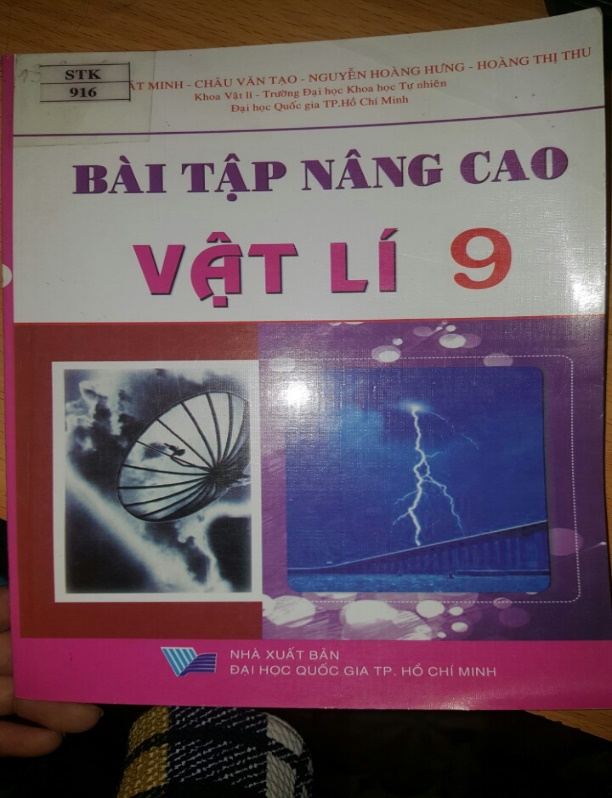 STK
916
MINH - CHÂU VĂN TẠO - NGUYỄN HOÀNG HƯNG - HOÀNG THỊ THU
Khoa Vật lí - Trường Đại học Khoa học Tự nhiên
Đại học Quốc gia TP.Hồ Chí Minh
BÀI TẬP NÂNG CAO
VẬT LÍ 9
NHÀ XUẤT BẢN
ĐẠI HỌC QUỐC GIA TP. HỒ CHÍ MINH